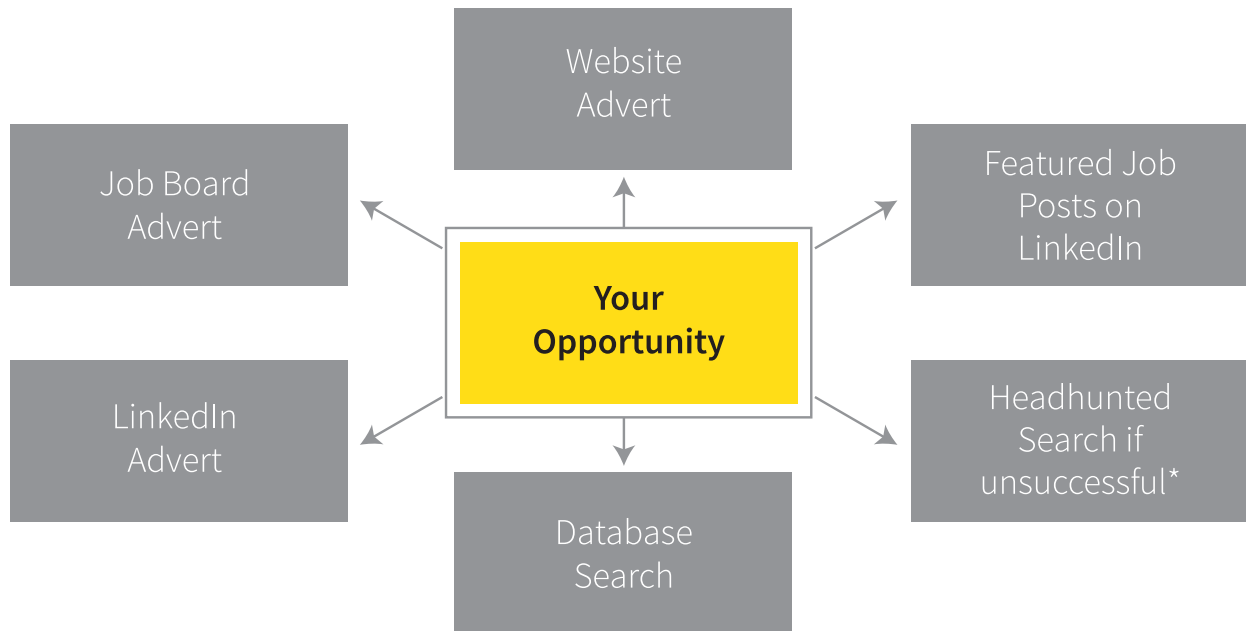 Website
Advert
Job Board
Advert
Featured Job
Posts on
LinkedIn
Your
Opportunity
LinkedIn
Advert
Headhunted
Search if
unsuccessful*
Database
Search